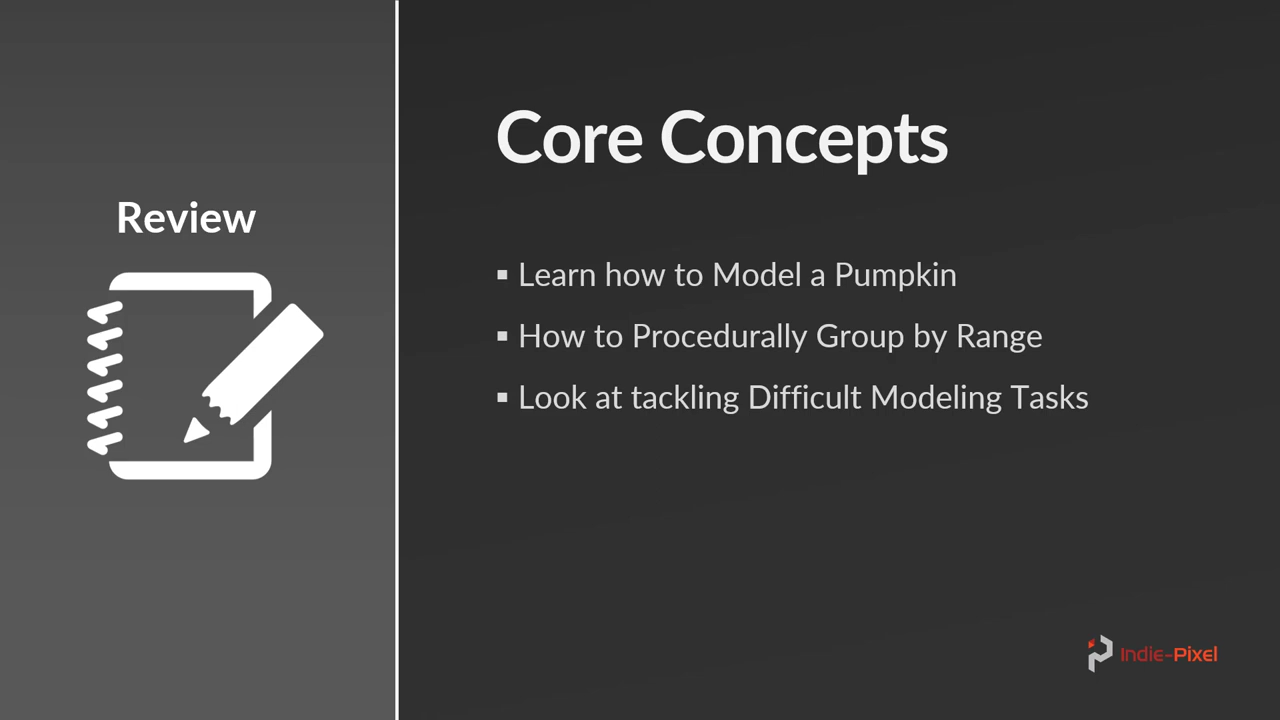 Review
Core Concepts
▪ Learn how to Model a Pumpkin
▪ How to Procedurally Group by Range
▪ Look at tackling Difficult Modeling Tasks
Indie-Pixel